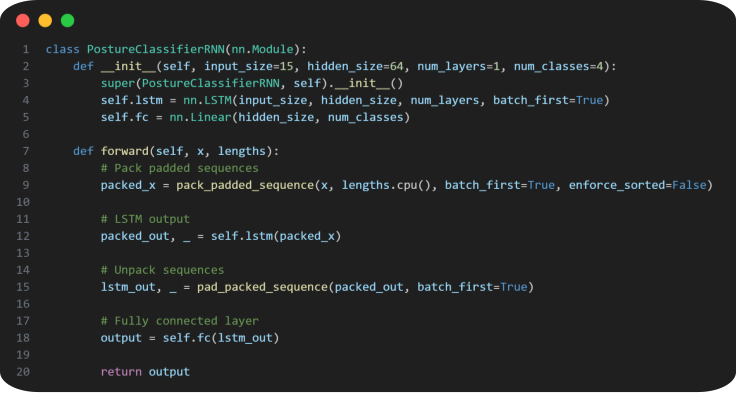 1 class PostureClassifierRNN(nn.Module):
2     def __init__(self, input_size=15, hidden_size=64, num_layers=1, num_classes=4):
3         super(PostureClassifierRNN, self).__init__()
4         self.lstm = nn.LSTM(input_size, hidden_size, num_layers, batch_first=True)
5         self.fc = nn.Linear(hidden_size, num_classes)
6
7     def forward(self, x, lengths):
8         # Pack padded sequences
9         packed_x = pack_padded_sequence(x, lengths.cpu(), batch_first=True, enforce_sorted=False)
10
11         # LSTM output
12         packed_out, _ = self.lstm(packed_x)
13
14         # Unpack sequences
15         lstm_out, _ = pad_packed_sequence(packed_out, batch_first=True)
16
17         # Fully connected layer
18         output = self.fc(lstm_out)
19
20         return output